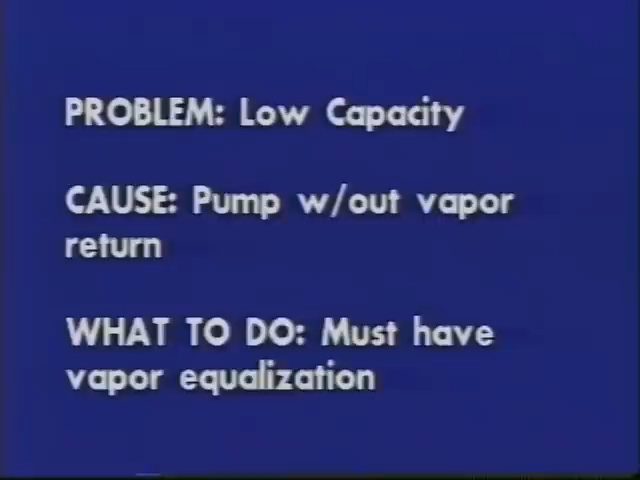 PROBLEM: Low Capacity
CAUSE: Pump w/out vapor
return
WHAT TO DO: Must have
vapor equalization